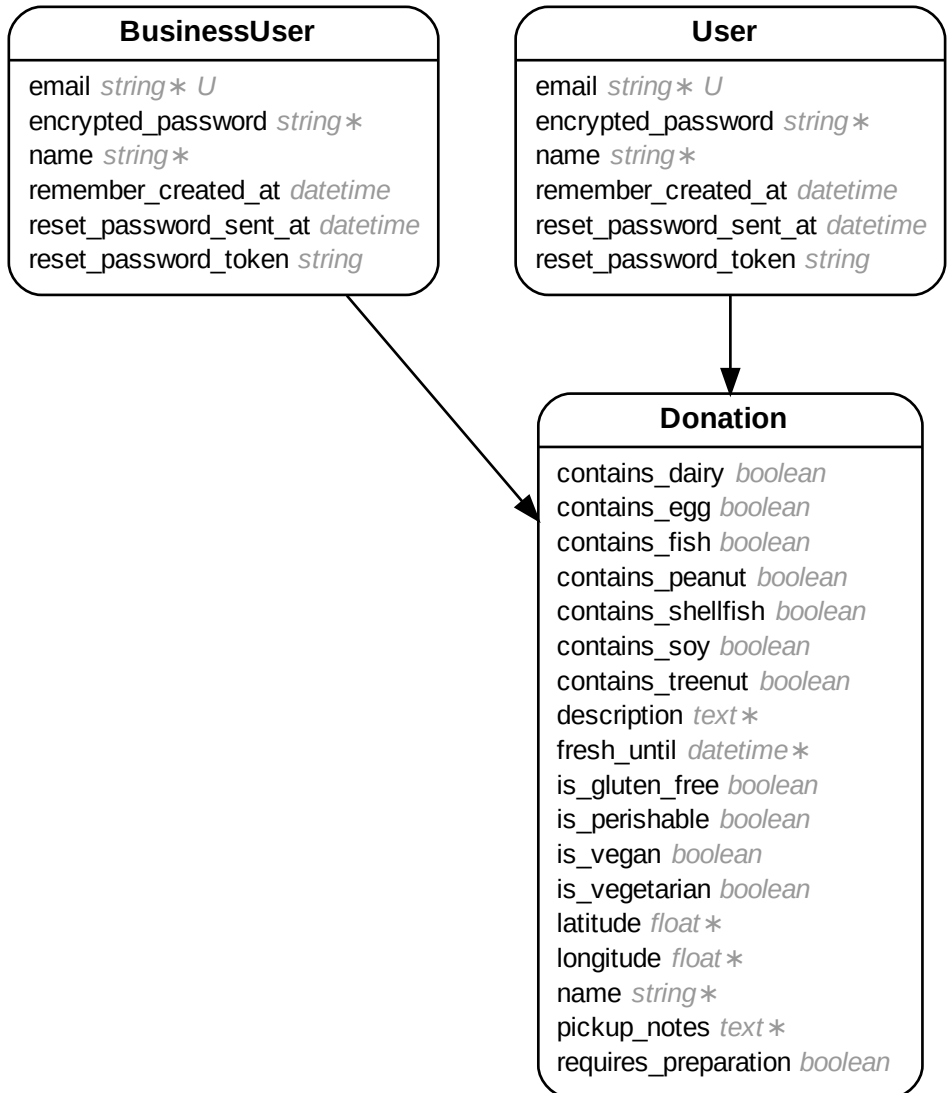 BusinessUser
email string∗ U
encrypted_password string∗
name string∗
remember_created_at datetime
reset_password_sent_at datetime
reset_password_token string
User
email string∗ U
encrypted_password string∗
name string∗
remember_created_at datetime
reset_password_sent_at datetime
reset_password_token string
Donation
contains_dairy boolean
contains_egg boolean
contains_fish boolean
contains_peanut boolean
contains_shellfish boolean
contains_soy boolean
contains_treenut boolean
description text∗
fresh_until datetime∗
is_gluten_free boolean
is_perishable boolean
is_vegan boolean
is_vegetarian boolean
latitude float∗
longitude float∗
name string∗
pickup_notes text∗
requires_preparation boolean